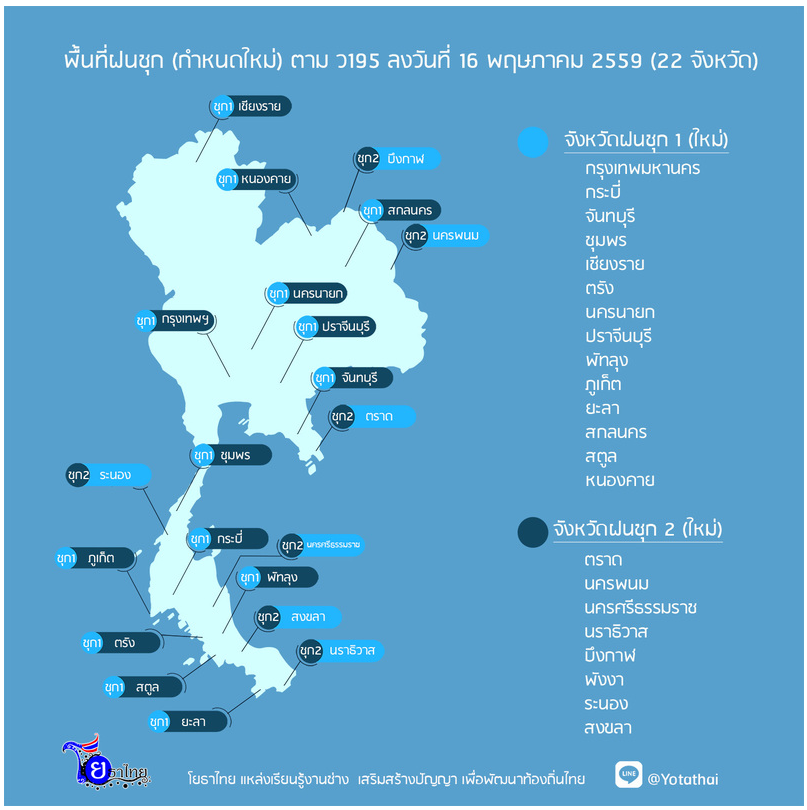 พื้นที่ฝนชุก (กำหนดใหม่) ตาม ว195 ลงวันที่ 16 พฤษภาคม 2559 (22 จังหวัด)
ชุก1 เชียงราย
ชุก2 บึงกาฬ
ชุก1 หนองคาย
ชุก1 สกลนคร
ชุก2 นครพนม
ชุก1 นครนายก
ชุก1 กรุงเทพฯ
ชุก1 ปราจีนบุรี
ชุก1 จันทบุรี
ชุก2 ตราด
ชุก1 ชุมพร
ชุก2 ระนอง
ชุก1 กระบี่
ชุก2 นครศรีธรรมราช
ชุก1 ภูเก็ต
ชุก1 พัทลุง
ชุก2 สงขลา
ชุก1 ตรัง
ชุก2 นราธิวาส
ชุก1 สตูล
ชุก1 ยะลา
จังหวัดฝนชุก 1 (ใหม่)
กรุงเทพมหานคร
กระบี่
จันทบุรี
ชุมพร
เชียงราย
ตรัง
นครนายก
ปราจีนบุรี
พัทลุง
ภูเก็ต
ยะลา
สกลนคร
สตูล
หนองคาย
จังหวัดฝนชุก 2 (ใหม่)
ตราด
นครพนม
นครศรีธรรมราช
นราธิวาส
บึงกาฬ
พังงา
ระนอง
สงขลา
โยธาไทย
โยธาไทย แหล่งเรียนรู้งานช่าง เสริมสร้างปัญญา เพื่อพัฒนาท้องถิ่นไทย
LINE
@Yotathai